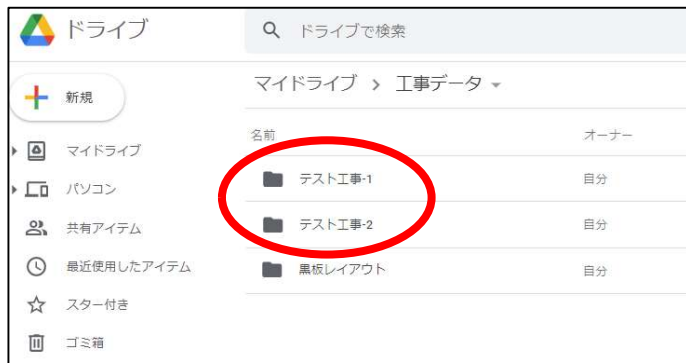 ドライブ
ドライブで検索
新規
マイドライブ
パソコン
共有アイテム
最近使用したアイテム
スター付き
ゴミ箱
マイドライブ > 工事データ
名前 オーナー
テスト工事-1 自分
テスト工事-2 自分
黒板レイアウト 自分